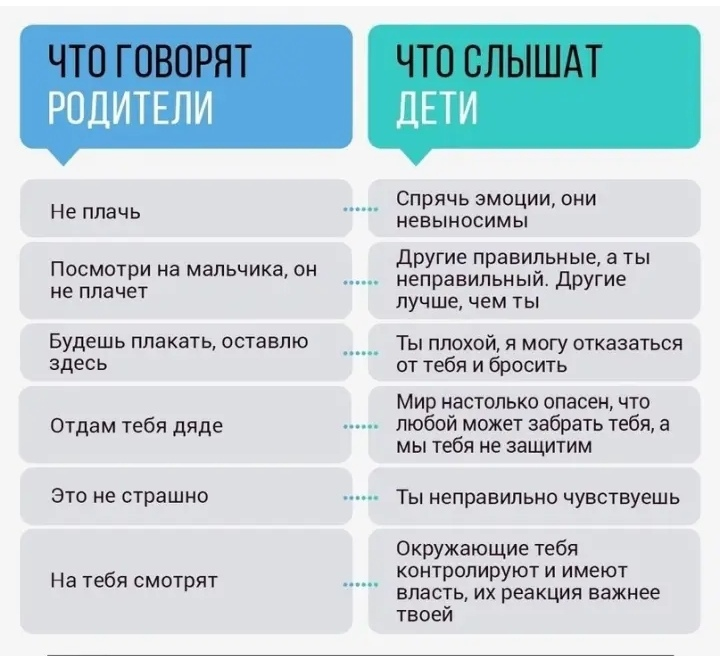 ЧТО ГОВОРЯТ
РОДИТЕЛИ
ЧТО СЛЫШАТ
ДЕТИ
Не плачь
Спрячь эмоции, они
невыносимы
Посмотри на мальчика, он
не плачет
Другие правильные, а ты
неправильный. Другие
лучше, чем ты
Будешь плакать, оставлю
здесь
Ты плохой, я могу отказаться
от тебя и бросить
Отдам тебя дяде
Мир настолько опасен, что
любой может забрать тебя, а
мы тебя не защитим
Это не страшно
Ты неправильно чувствуешь
На тебя смотрят
Окружающие тебя
контролируют и имеют
власть, их реакция важнее
твоей